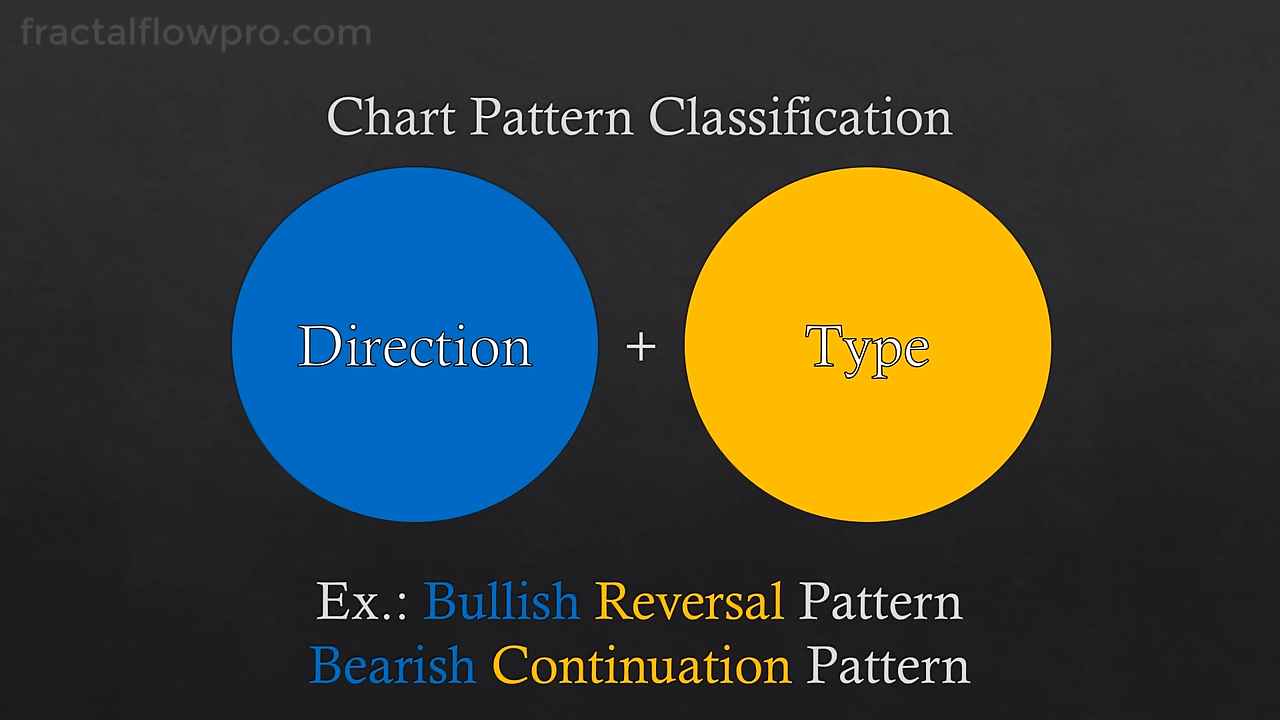 fractalflowpro.com
Chart Pattern Classification
Direction + Type
Ex.: Bullish Reversal Pattern
Bearish Continuation Pattern